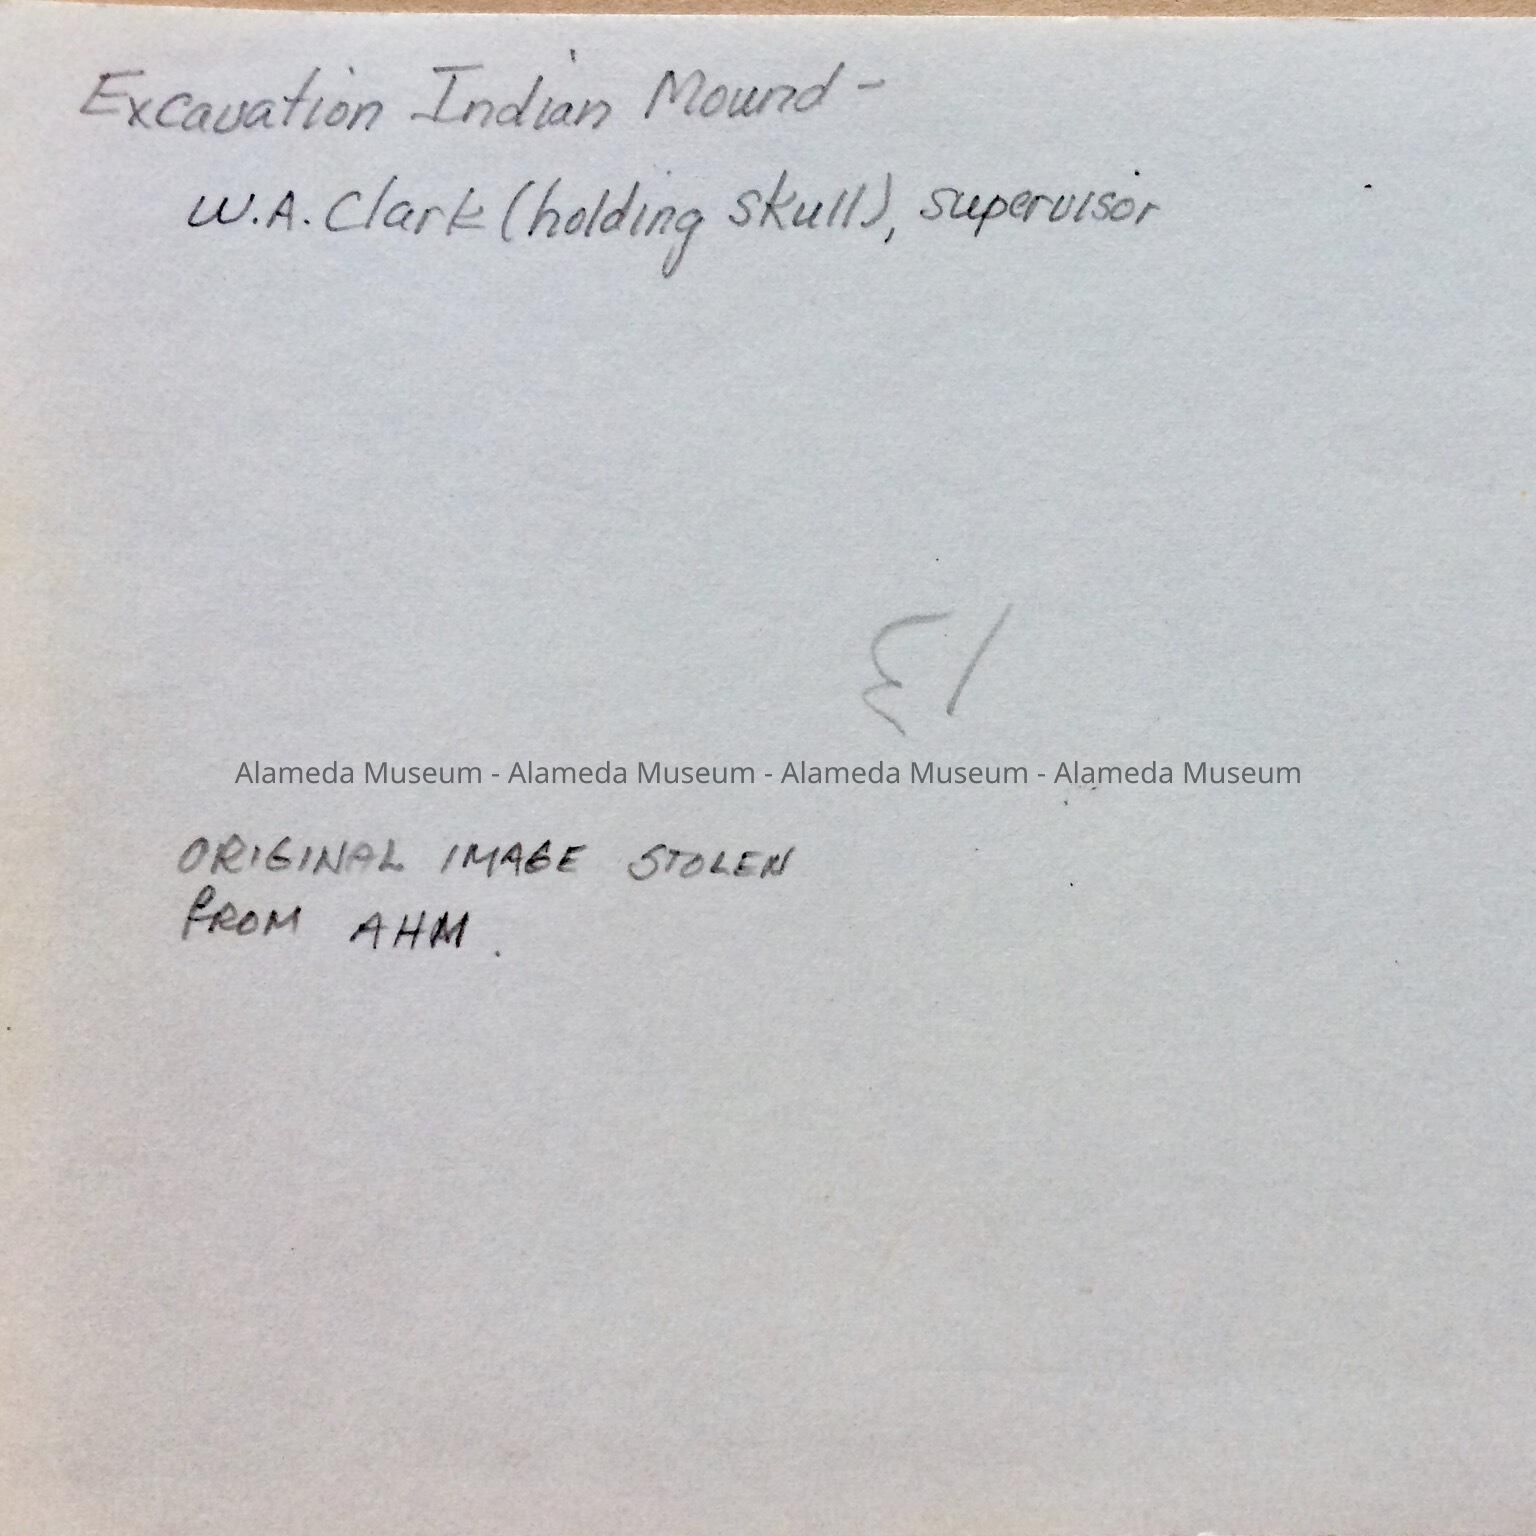 Excavation Indian Mound -
W.A. Clark (holding skull), supervisor
Alameda Museum - Alameda Museum - Alameda Museum - Alameda Museum
ORIGINAL IMAGE STOLEN
FROM AHM.